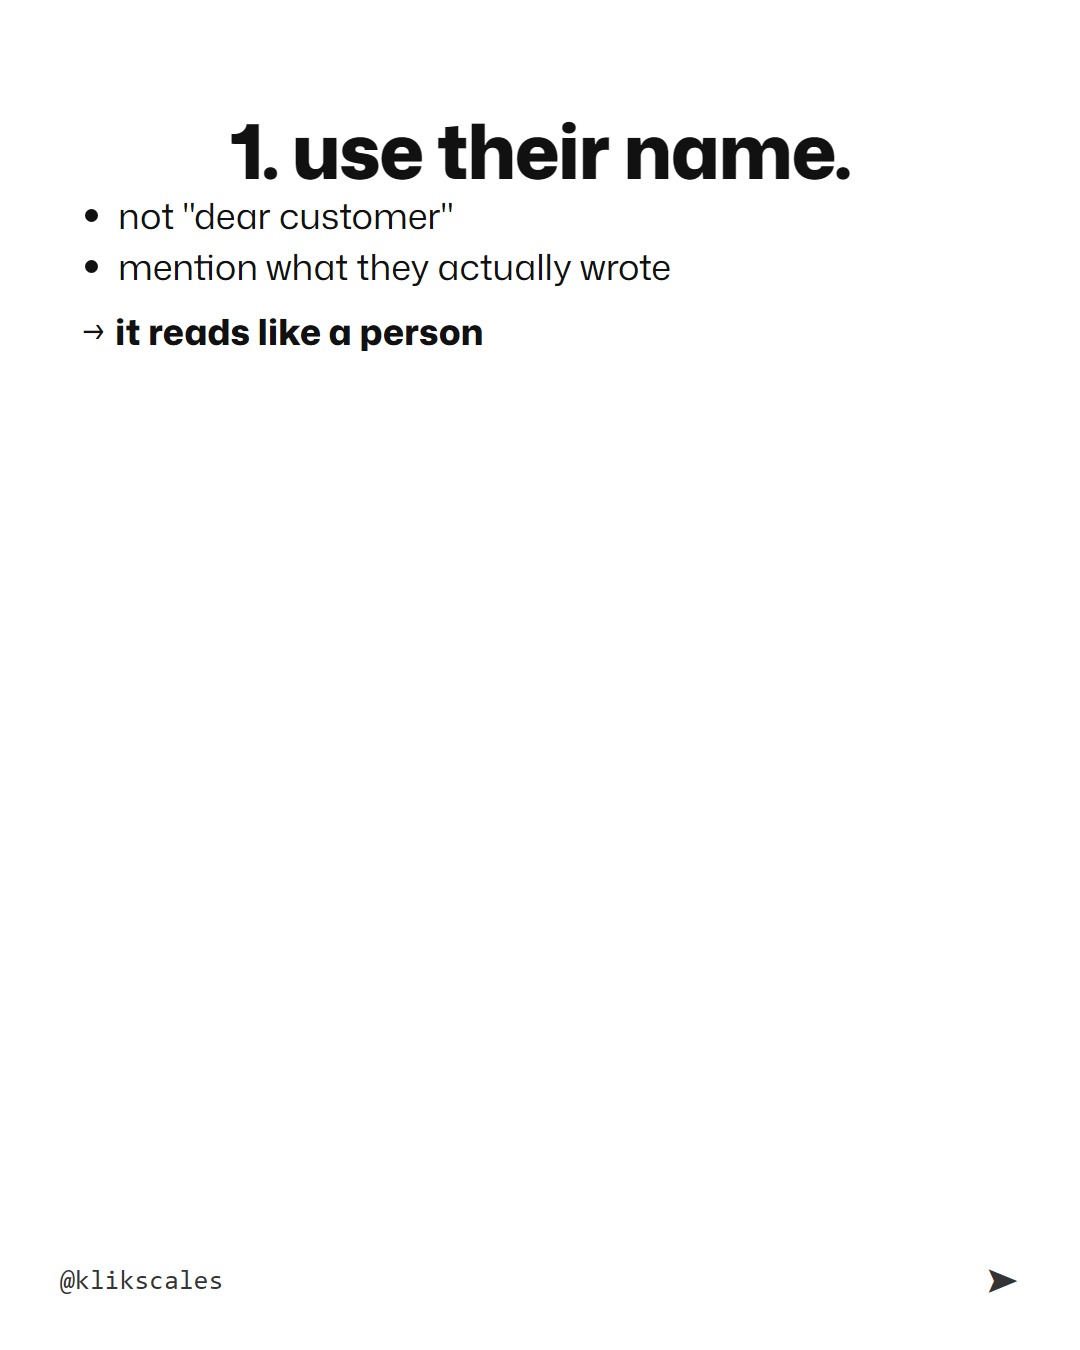 1. use their name.
• not "dear customer"
• mention what they actually wrote
→ it reads like a person
@klikscales